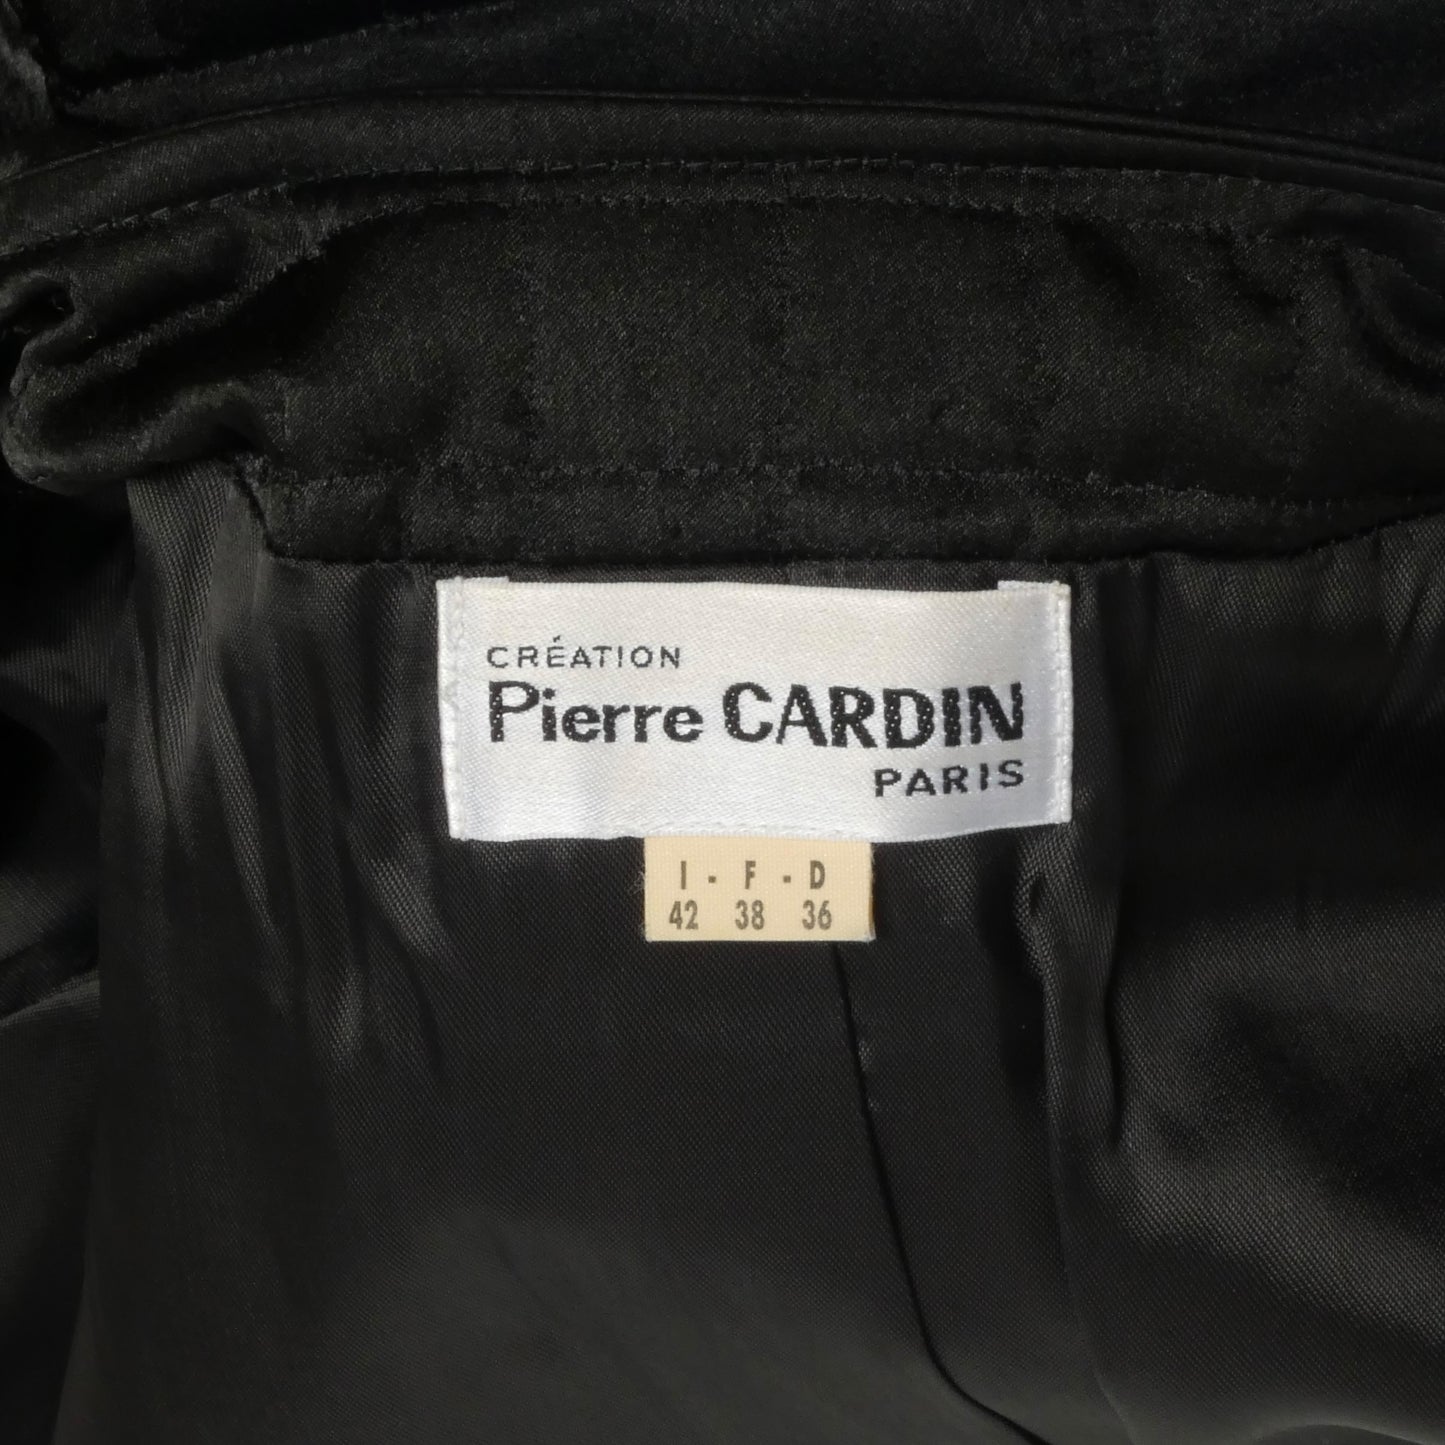 CRÉATION
Pierre CARDIN
PARIS
I - F - D
42 38 36